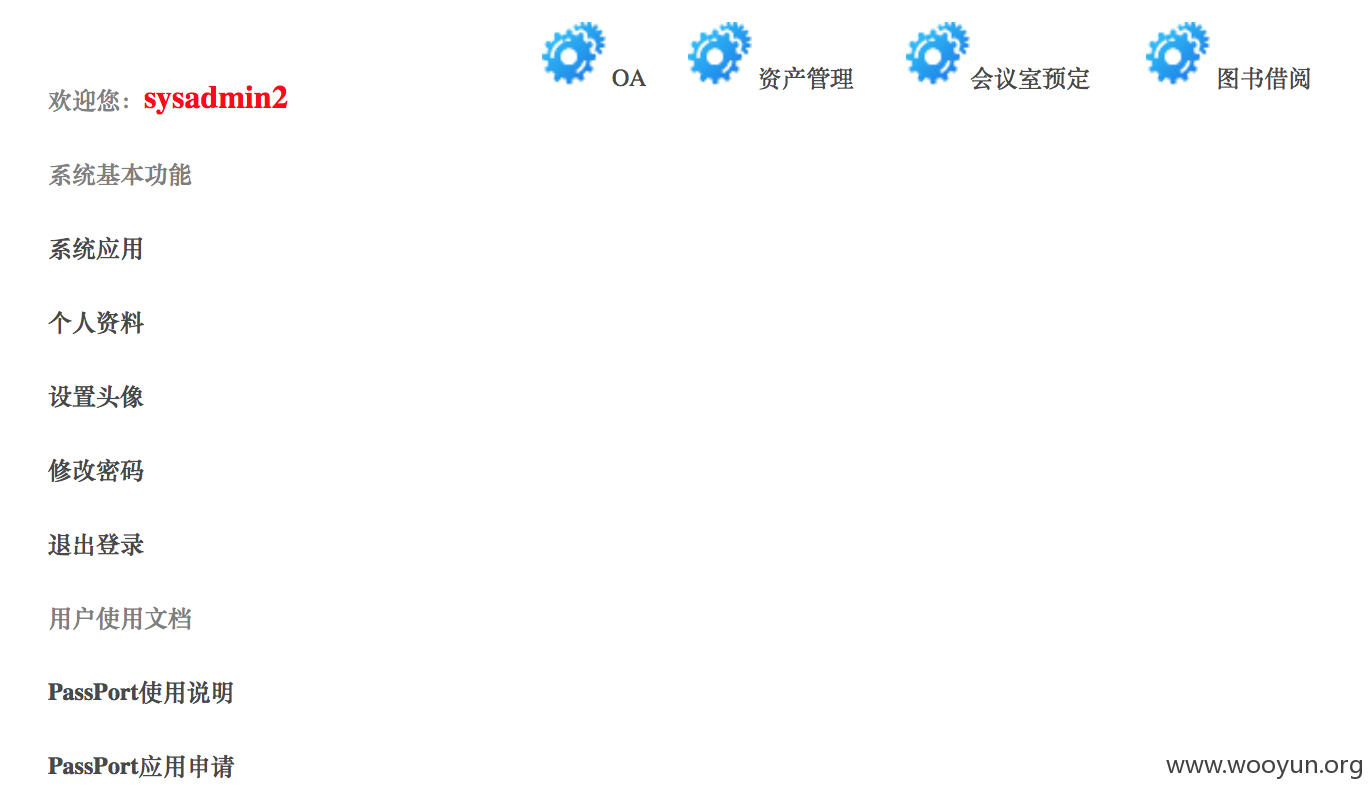 OA 资产管理 会议室预定 图书借阅
欢迎您：sysadmin2
系统基本功能
系统应用
个人资料
设置头像
修改密码
退出登录
用户使用文档
PassPort使用说明
PassPort应用申请
www.wooyun.org